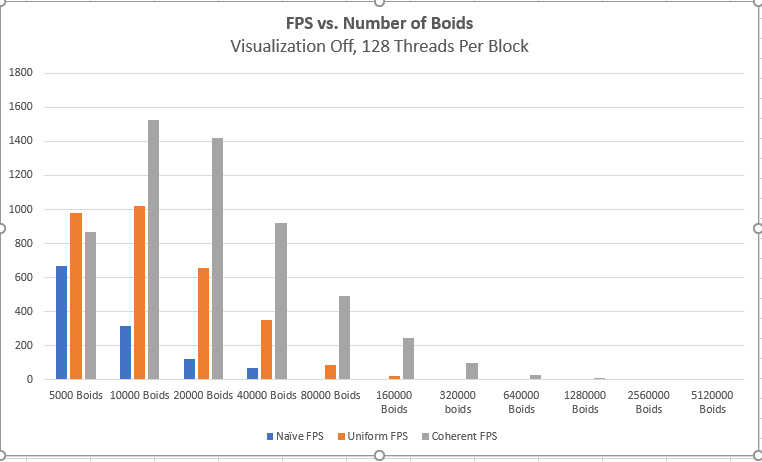 FPS vs. Number of Boids
Visualization Off, 128 Threads Per Block
1800
1600
1400
1200
1000
800
600
400
200
0
5000 Boids 10000 Boids 20000 Boids 40000 Boids 80000 Boids 160000 320000 640000 1280000 2560000 5120000
Boids boids Boids Boids Boids Boids
Naïve FPS Uniform FPS Coherent FPS